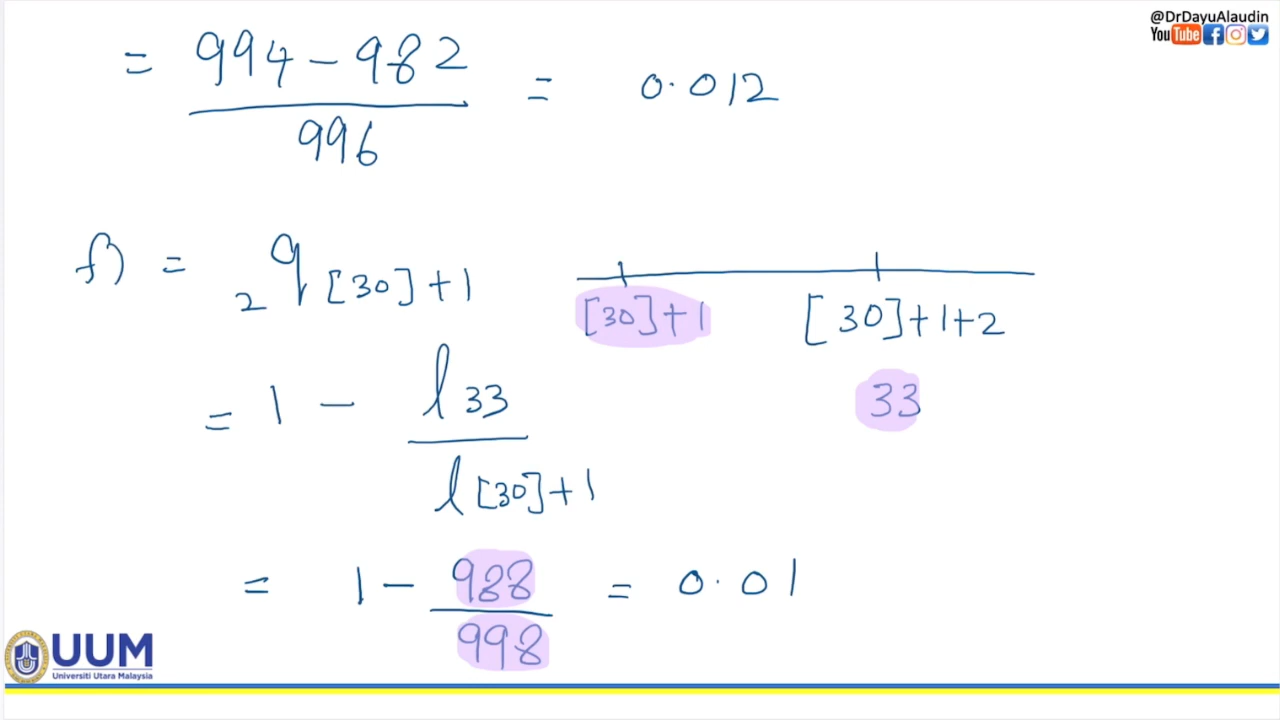 @DrDayuAlaudin
YouTube
= 994 - 982 / 996 = 0.012
f) = ₂q[30]+1
[30]+1 [30]+1+2
33
= 1 - l33 / l[30]+1
= 1 - 988 / 998 = 0.01
UUM
Universiti Utara Malaysia